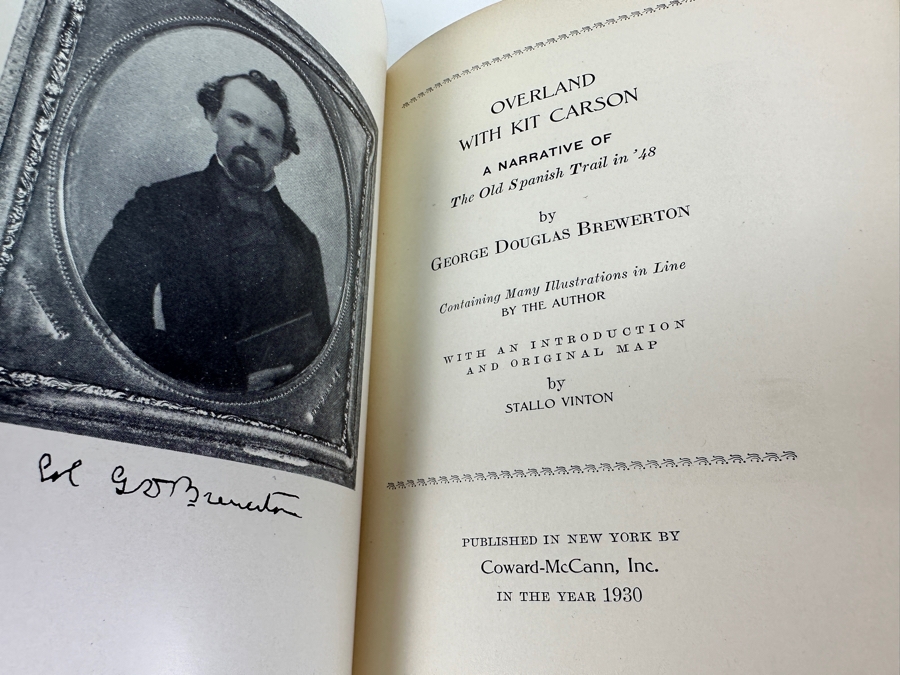 Col G D Brewerton
OVERLAND
WITH KIT CARSON
A NARRATIVE OF
The Old Spanish Trail in '48
by
GEORGE DOUGLAS BREWERTON
Containing Many Illustrations in Line
BY THE AUTHOR
WITH AN INTRODUCTION
AND ORIGINAL MAP
by
STALLO VINTON
PUBLISHED IN NEW YORK BY
Coward-McCann, Inc.
IN THE YEAR 1930